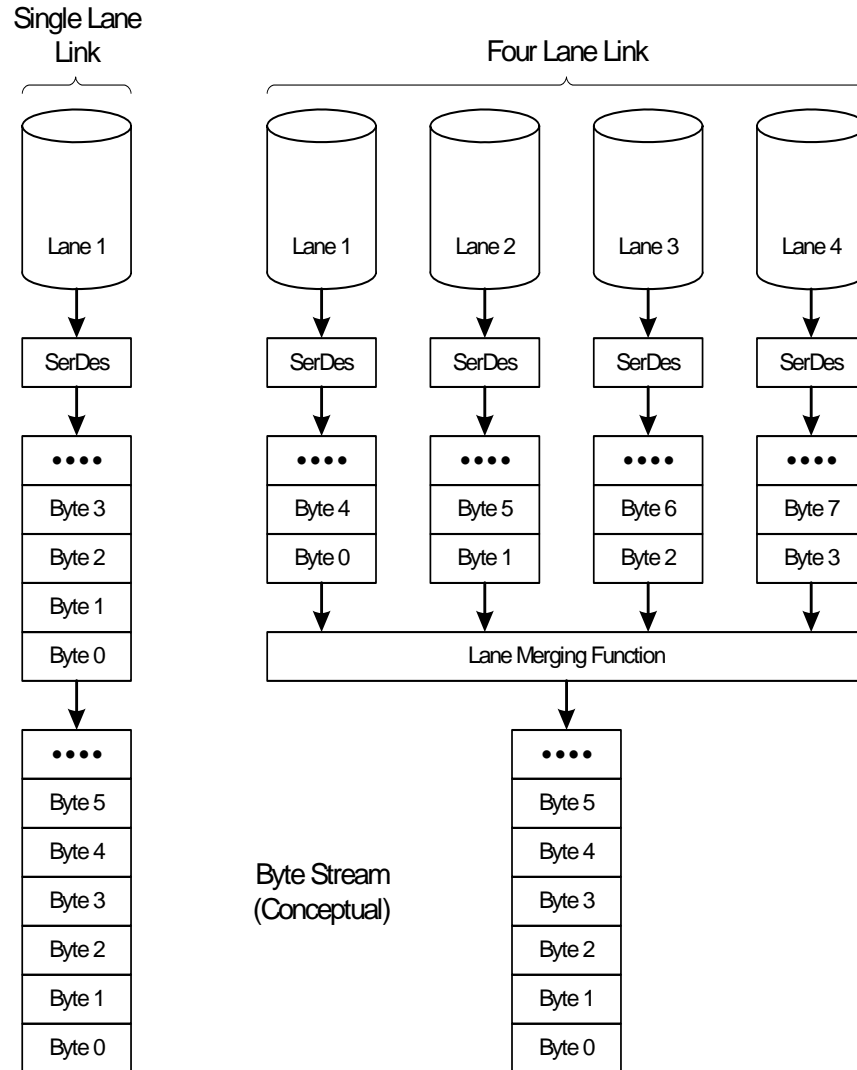 Single Lane
Link
Four Lane Link
Lane 1
Lane 1
Lane 2
Lane 3
Lane 4
SerDes
SerDes
SerDes
SerDes
SerDes
••••
••••
••••
••••
••••
Byte 3
Byte 4
Byte 5
Byte 6
Byte 7
Byte 2
Byte 0
Byte 1
Byte 2
Byte 3
Byte 1
Byte 0
Lane Merging Function
••••
••••
Byte 5
Byte 5
Byte 4
Byte 4
Byte Stream
(Conceptual)
Byte 3
Byte 3
Byte 2
Byte 2
Byte 1
Byte 1
Byte 0
Byte 0